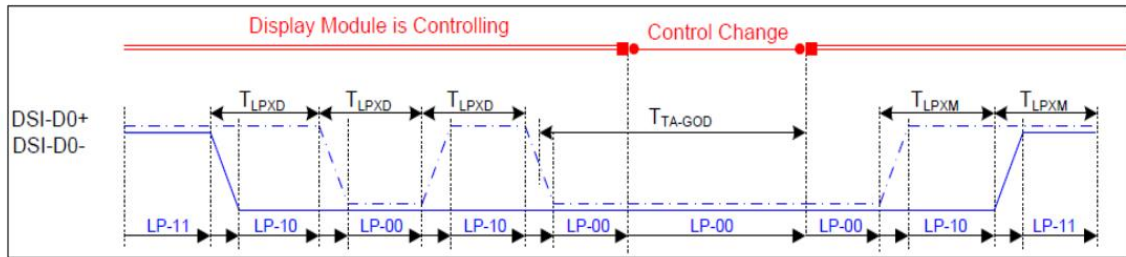 Display Module is Controlling Control Change
TLPXD TLPXD TLPXD TTA-GOD TLPXM TLPXM
DSI-D0+
DSI-D0-
LP-11 LP-10 LP-00 LP-10 LP-00 LP-00 LP-00 LP-10 LP-11